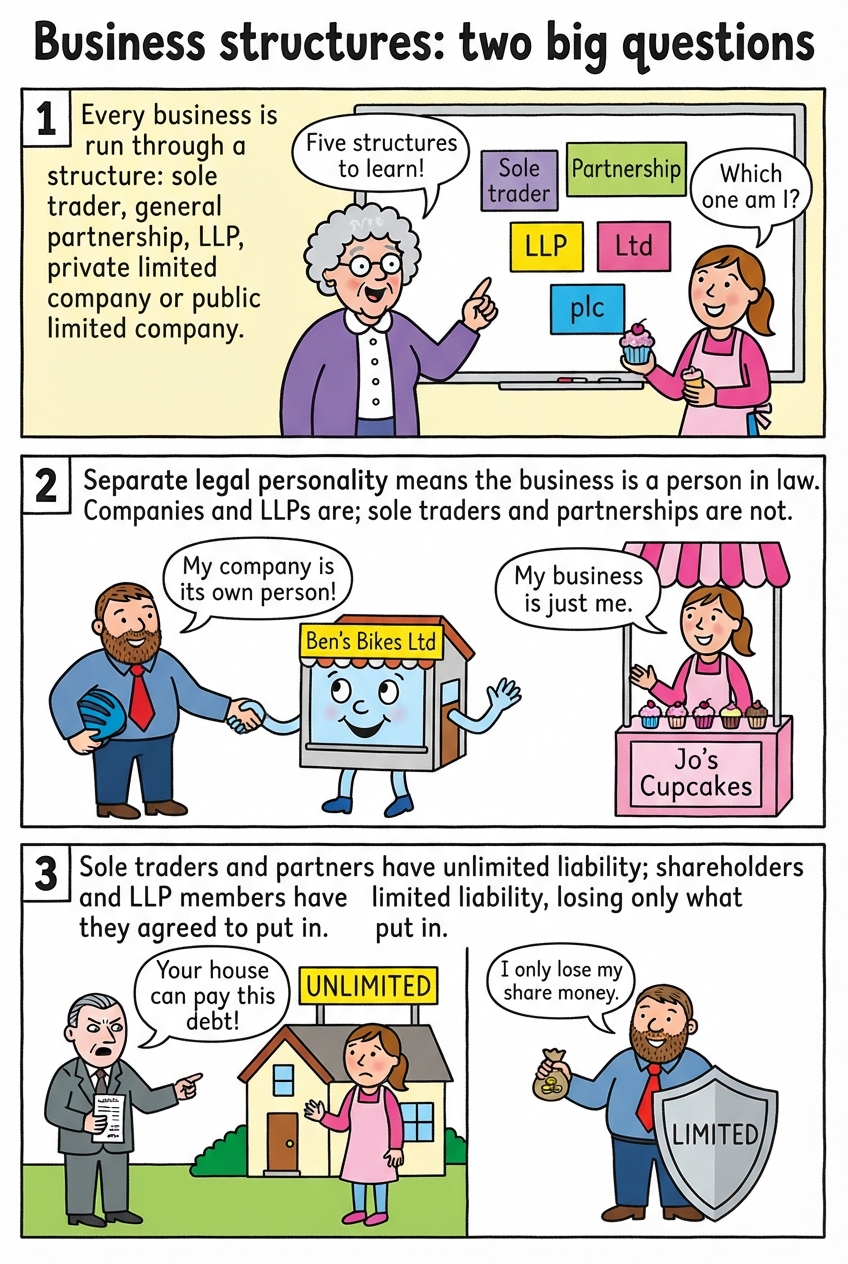 Business structures: two big questions
1
Every business is
run through a
structure: sole
trader, general
partnership, LLP,
private limited
company or public
limited company.
Five structures
to learn!
Sole
trader
Partnership
Which
one am I?
LLP
Ltd
plc
2
Separate legal personality means the business is a person in law.
Companies and LLPs are; sole traders and partnerships are not.
My company is
its own person!
Ben's Bikes Ltd
My business
is just me.
Jo's
Cupcakes
3
Sole traders and partners have unlimited liability; shareholders
and LLP members have limited liability, losing only what
they agreed to put in. put in.
Your house
can pay this
debt!
UNLIMITED
I only lose my
share money.
LIMITED